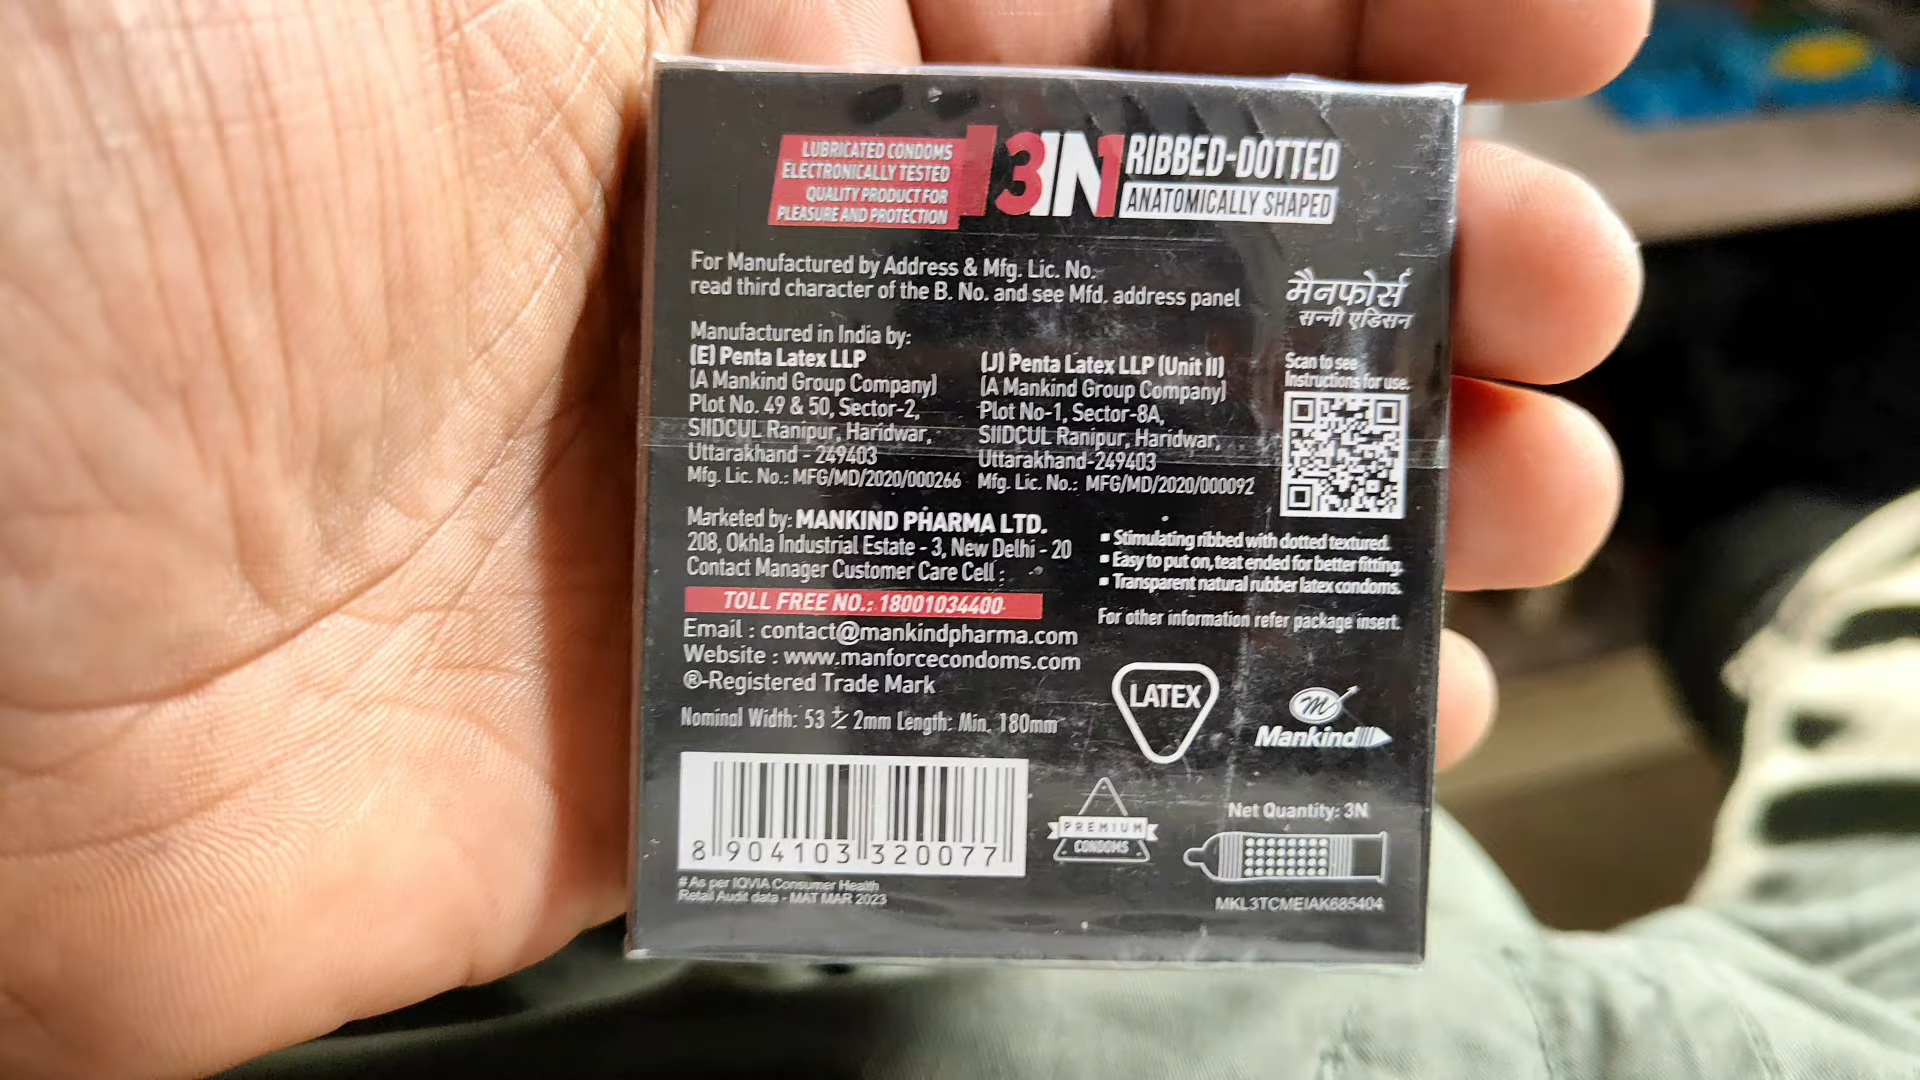 LUBRICATED CONDOMS
ELECTRONICALLY TESTED
QUALITY PRODUCT FOR
PLEASURE AND PROTECTION
3IN1
RIBBED-DOTTED
ANATOMICALLY SHAPED
For Manufactured by Address & Mfg. Lic. No.
read third character of the B. No. and see Mfd. address panel
मैनफोर्स
सन्नी एडिसन
Manufactured in India by:
(E) Penta Latex LLP
(A Mankind Group Company)
Plot No. 49 & 50, Sector-2,
SIIDCUL Ranipur, Haridwar,
Uttarakhand - 249403
Mfg. Lic. No.: MFG/MD/2020/000266
(J) Penta Latex LLP (Unit II)
(A Mankind Group Company)
Plot No-1, Sector-8A,
SIIDCUL Ranipur, Haridwar,
Uttarakhand-249403
Mfg. Lic. No.: MFG/MD/2020/000092
Scan to see
Instructions for use.
Marketed by: MANKIND PHARMA LTD.
208, Okhla Industrial Estate - 3, New Delhi - 20
Contact Manager Customer Care Cell :
TOLL FREE NO.: 18001034400
Email : contact@mankindpharma.com
Website : www.manforcecondoms.com
®-Registered Trade Mark
Nominal Width: 53 ± 2mm Length: Min. 180mm
▪ Stimulating ribbed with dotted textured.
▪ Easy to put on, teat ended for better fitting.
▪ Transparent natural rubber latex condoms.
For other information refer package insert.
LATEX
m
Mankind
8 904103 320077
# As per IQVIA Consumer Health
Retail Audit data - MAT MAR 2023
PREMIUM
CONDOMS
Net Quantity: 3N
MKL3TCMEIAK685404